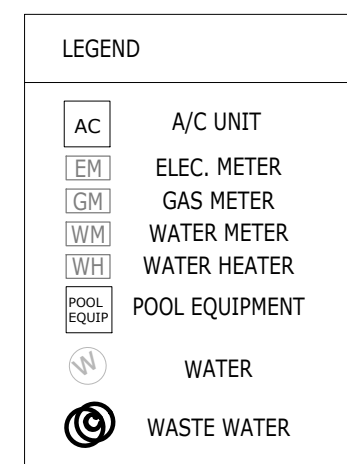 LEGEND
AC A/C UNIT
EM ELEC. METER
GM GAS METER
WM WATER METER
WH WATER HEATER
POOL
EQUIP POOL EQUIPMENT
W WATER
WASTE WATER